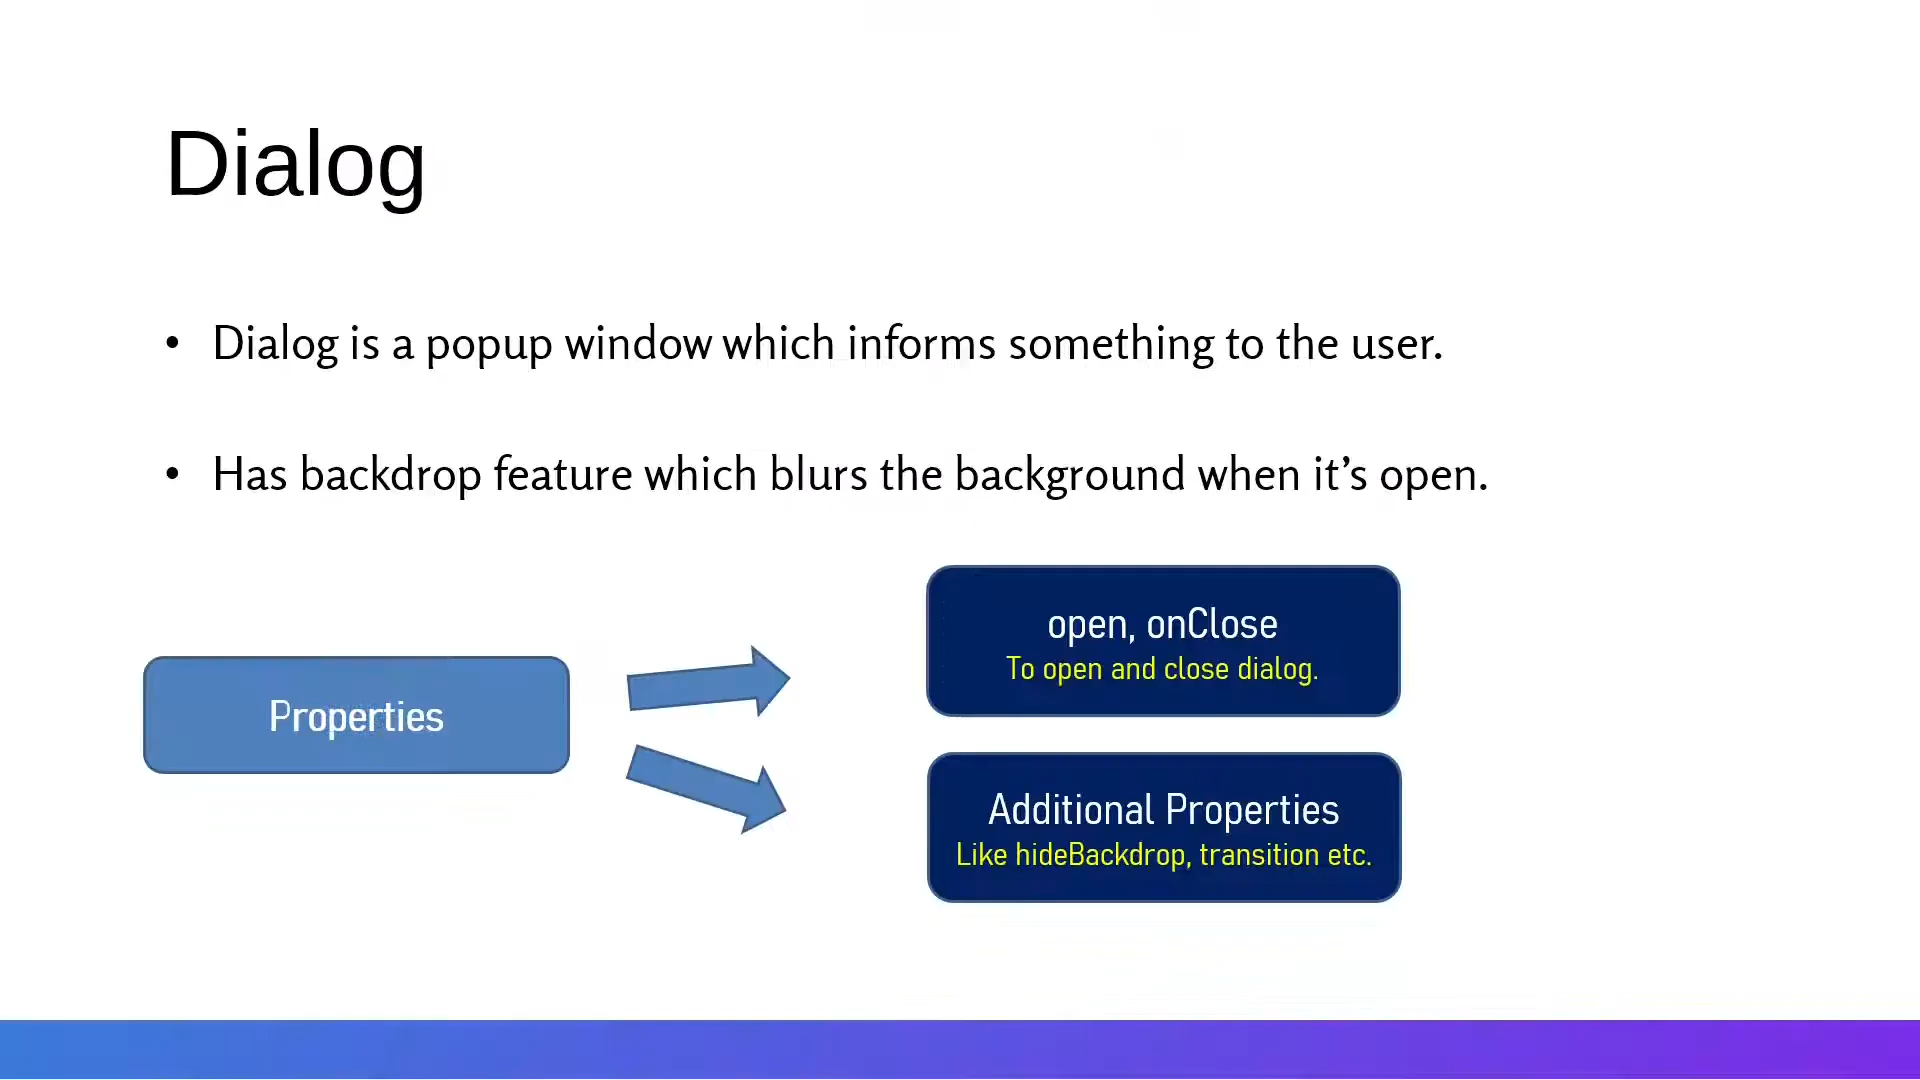 Dialog
• Dialog is a popup window which informs something to the user.
• Has backdrop feature which blurs the background when it’s open.
Properties
open, onClose
To open and close dialog.
Additional Properties
Like hideBackdrop, transition etc.